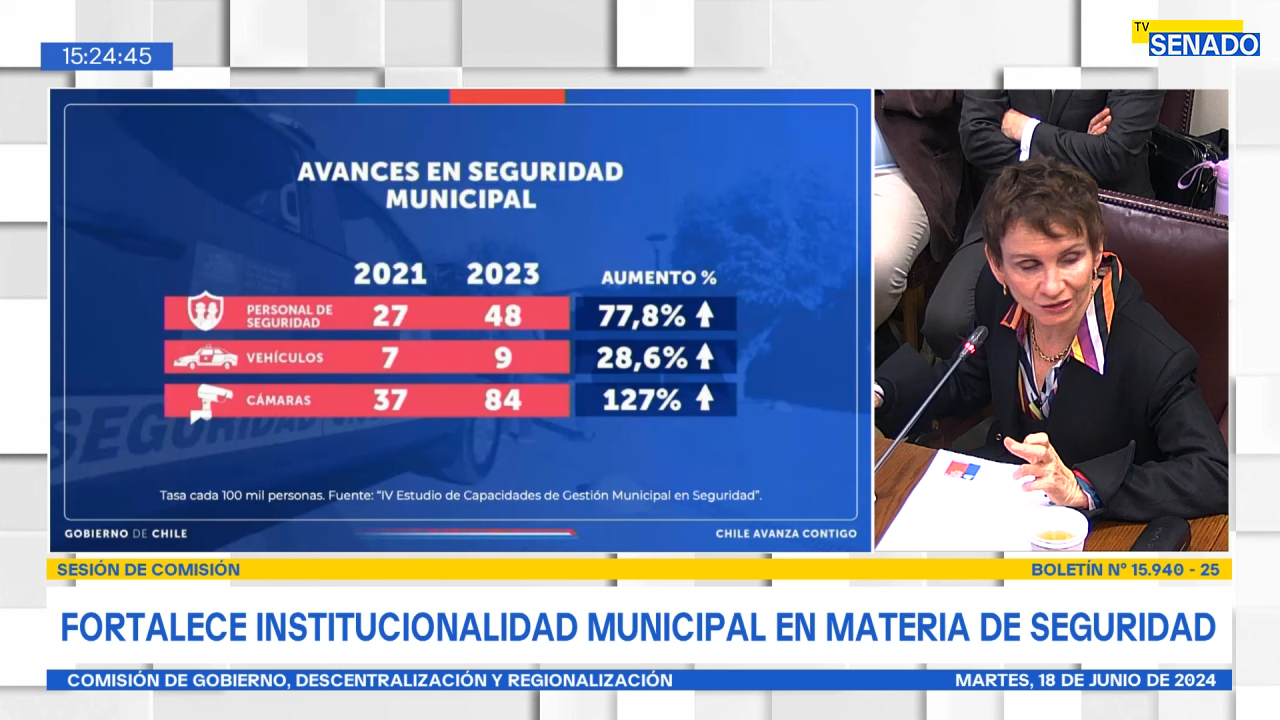 15:24:45
TV
SENADO
AVANCES EN SEGURIDAD
MUNICIPAL
2021 2023 AUMENTO %
PERSONAL DE
SEGURIDAD
27 48 77,8%
VEHÍCULOS 7 9 28,6%
CÁMARAS 37 84 127%
SEGURIDAD
Tasa cada 100 mil personas. Fuente: “IV Estudio de Capacidades de Gestión Municipal en Seguridad”.
GOBIERNO DE CHILE CHILE AVANZA CONTIGO
SESIÓN DE COMISIÓN BOLETÍN N° 15.940 - 25
FORTALECE INSTITUCIONALIDAD MUNICIPAL EN MATERIA DE SEGURIDAD
COMISIÓN DE GOBIERNO, DESCENTRALIZACIÓN Y REGIONALIZACIÓN MARTES, 18 DE JUNIO DE 2024